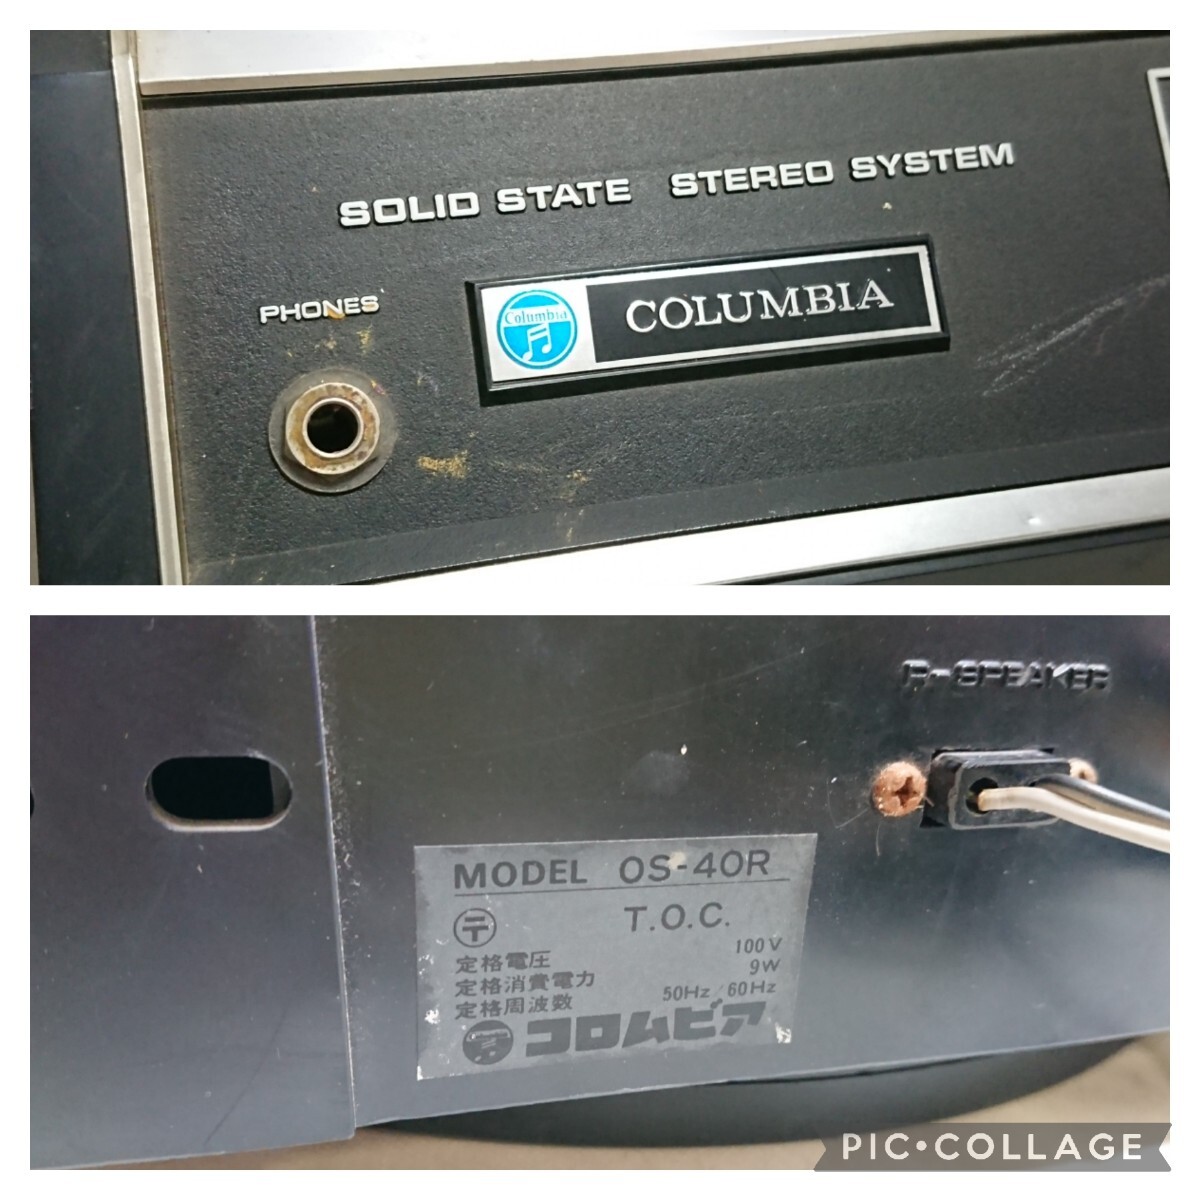 SOLID STATE STEREO SYSTEM
PHONES
Columbia
COLUMBIA
R-SPEAKER
MODEL OS-40R
T.O.C.
定格電圧 100V
定格消費電力 9W
定格周波数 50Hz/60Hz
コロムビア
PIC•COLLAGE